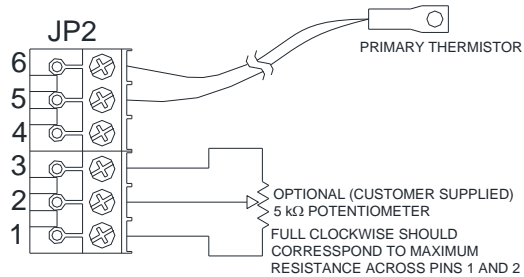 JP2
PRIMARY THERMISTOR
6
5
4
3
2
1
OPTIONAL (CUSTOMER SUPPLIED)
5 kΩ POTENTIOMETER
FULL CLOCKWISE SHOULD
CORRESSPOND TO MAXIMUM
RESISTANCE ACROSS PINS 1 AND 2